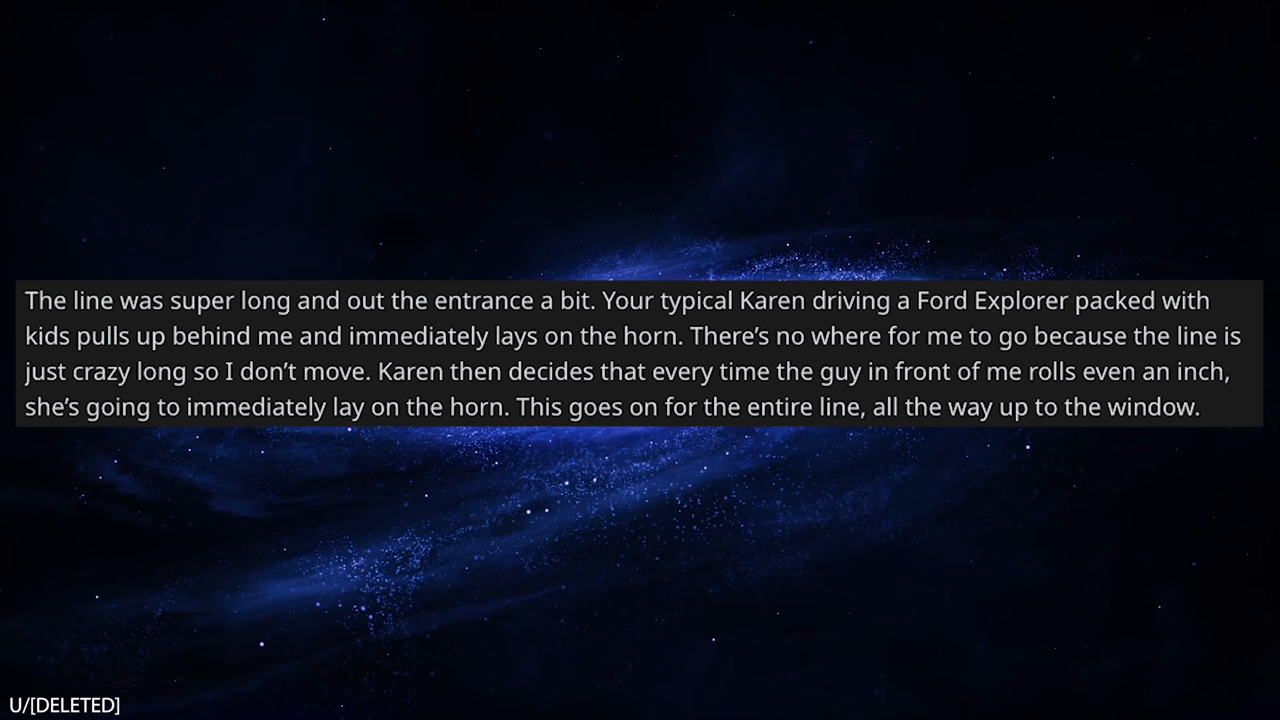 The line was super long and out the entrance a bit. Your typical Karen driving a Ford Explorer packed with
kids pulls up behind me and immediately lays on the horn. There’s no where for me to go because the line is
just crazy long so I don’t move. Karen then decides that every time the guy in front of me rolls even an inch,
she’s going to immediately lay on the horn. This goes on for the entire line, all the way up to the window.
U/[DELETED]